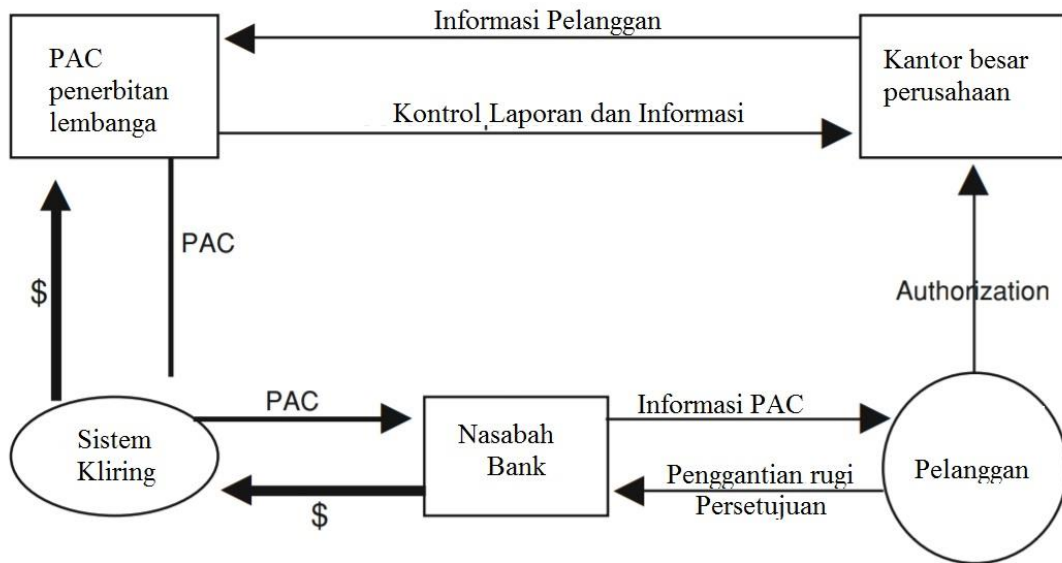 Informasi Pelanggan
PAC
penerbitan
lembanga
Kantor besar
perusahaan
Kontrol Laporan dan Informasi
PAC
$
Authorization
PAC
Informasi PAC
Sistem
Kliring
Nasabah
Bank
Pelanggan
Penggantian rugi
Persetujuan
$